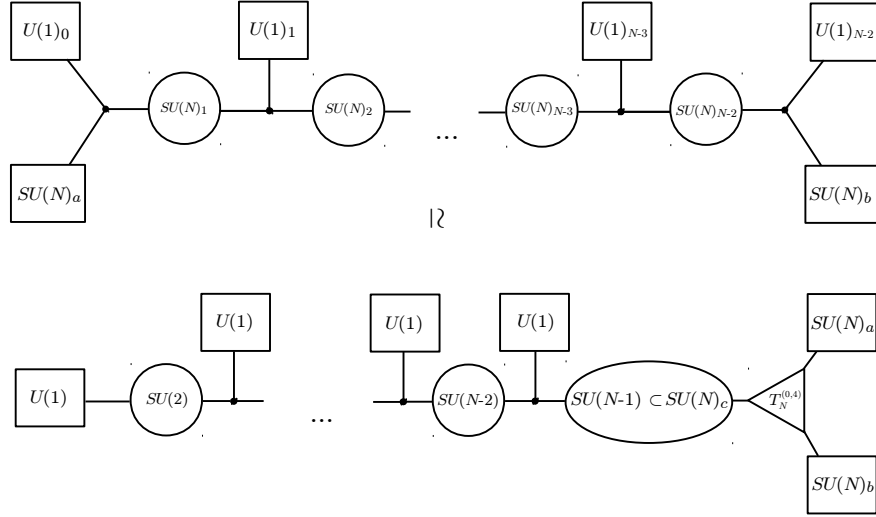 U(1)₀ U(1)₁ U(1)N-3 U(1)N-2
SU(N)₁ SU(N)₂ ... SU(N)N-3 SU(N)N-2
SU(N)a SU(N)b
≀|
U(1) U(1) U(1) SU(N)a
U(1) SU(2) ... SU(N-2) SU(N-1) ⊂ SU(N)c T_N^(0,4)
SU(N)b